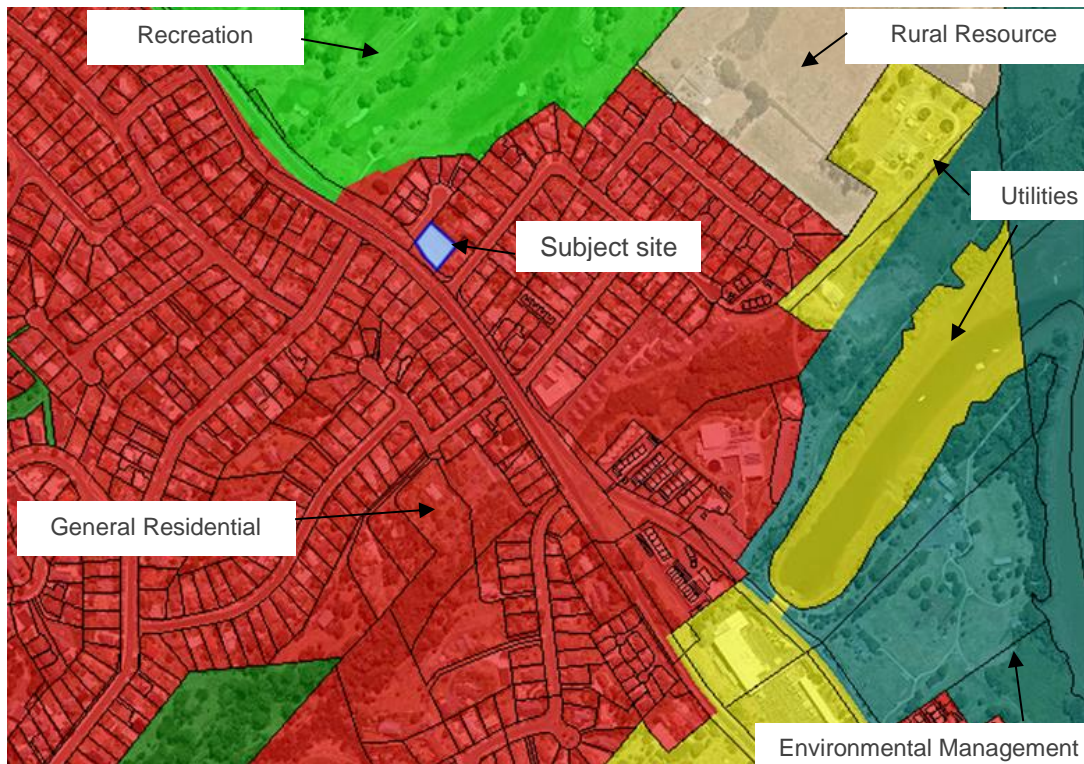 Recreation
Rural Resource
Utilities
Subject site
General Residential
Environmental Management